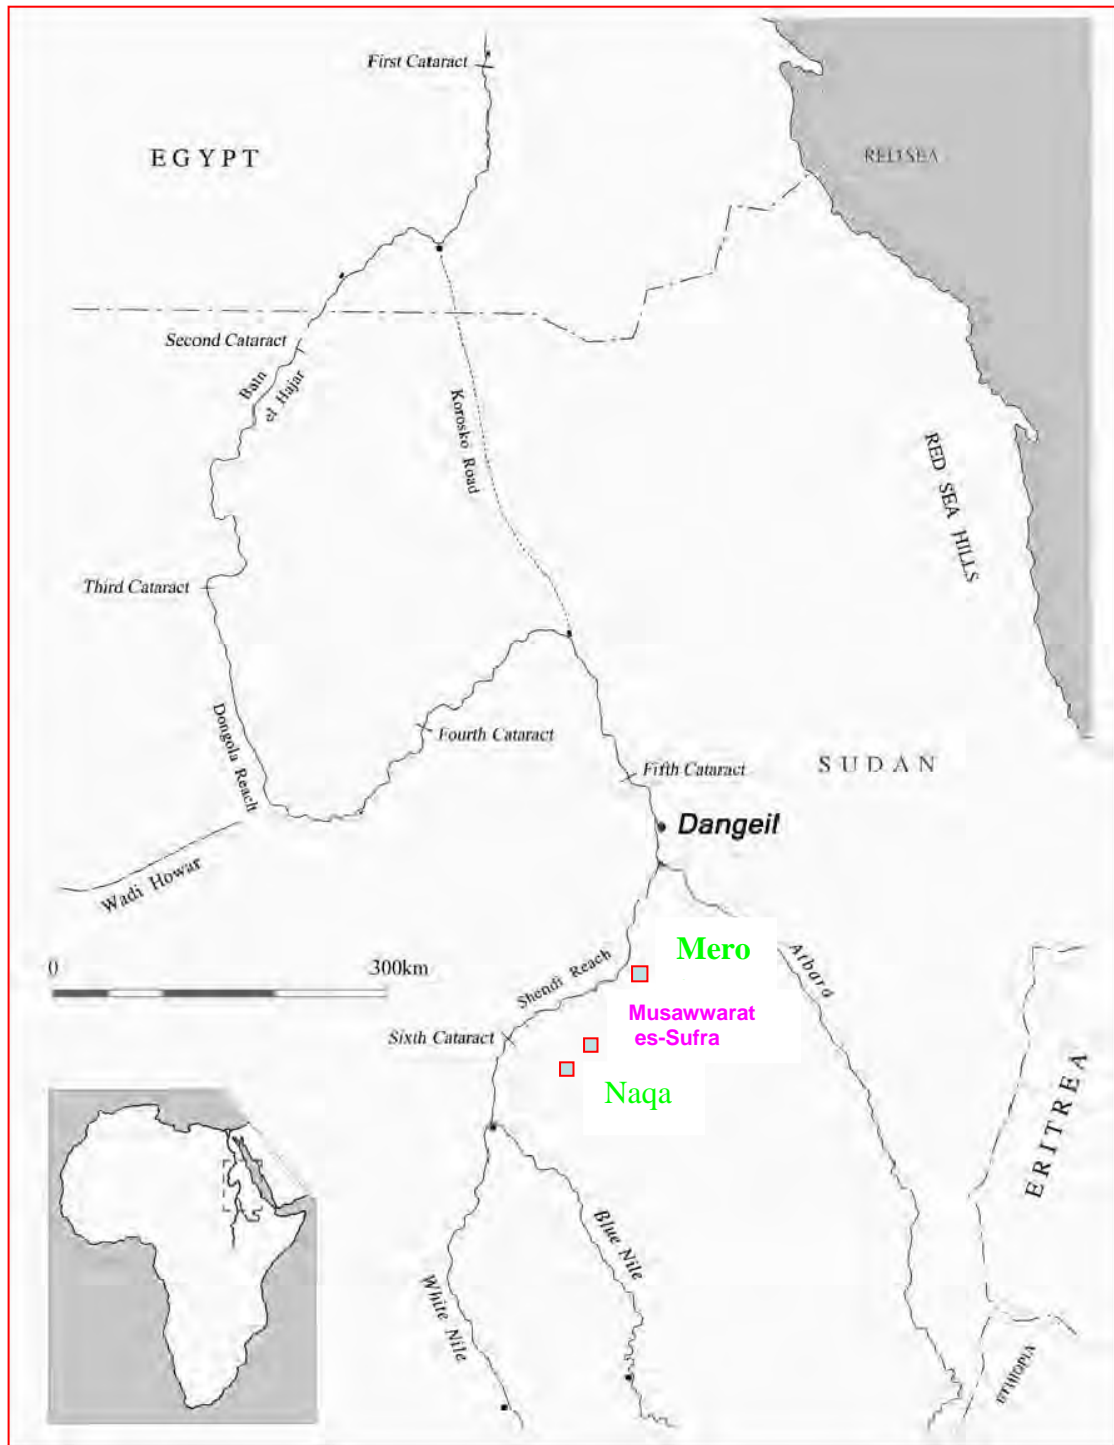 First Cataract
EGYPT
RED SEA
Second Cataract
Batn
el Hajar
Korosko Road
RED SEA HILLS
Third Cataract
Dongola Reach
Fourth Cataract
Fifth Cataract
SUDAN
Dangeil
Wadi Howar
Mero
Atbara
0
300km
Shendi Reach
Musawwarat
es-Sufra
Sixth Cataract
Naqa
ERITREA
Blue Nile
White Nile
ETHIOPIA